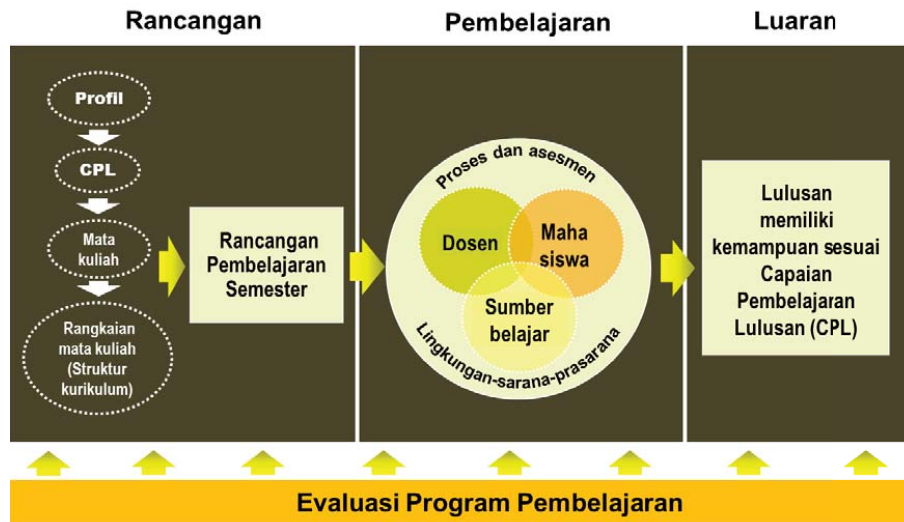 Rancangan
Pembelajaran
Luaran
Profil
CPL
Mata
kuliah
Rangkaian
mata kuliah
(Struktur
kurikulum)
Rancangan
Pembelajaran
Semester
Proses dan asesmen
Dosen
Maha
siswa
Sumber
belajar
Lingkungan-sarana-prasarana
Lulusan
memiliki
kemampuan sesuai
Capaian
Pembelajaran
Lulusan (CPL)
Evaluasi Program Pembelajaran